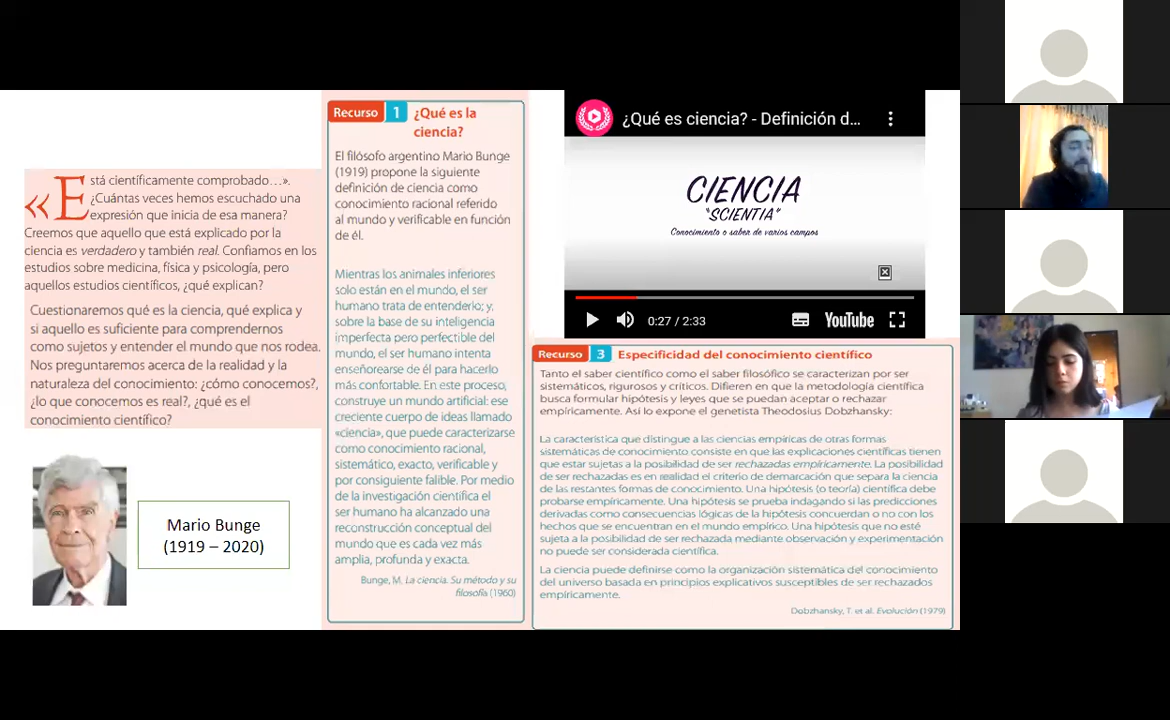 «Está científicamente comprobado…».
¿Cuántas veces hemos escuchado una
expresión que inicia de esa manera?
Creemos que aquello que está explicado por la
ciencia es verdadero y también real. Confiamos en los
estudios sobre medicina, física y psicología, pero
aquellos estudios científicos, ¿qué explican?
Cuestionaremos qué es la ciencia, qué explica y
si aquello es suficiente para comprendernos
como sujetos y entender el mundo que nos rodea.
Nos preguntaremos acerca de la realidad y la
naturaleza del conocimiento: ¿cómo conocemos?,
¿lo que conocemos es real?, ¿qué es el
conocimiento científico?
Mario Bunge
(1919 – 2020)
Recurso 1 ¿Qué es la
ciencia?
El filósofo argentino Mario Bunge
(1919) propone la siguiente
definición de ciencia como
conocimiento racional referido
al mundo y verificable en función
de él.
Mientras los animales inferiores
solo están en el mundo, el ser
humano trata de entenderlo; y,
sobre la base de su inteligencia
imperfecta pero perfectible del
mundo, el ser humano intenta
enseñorearse de él para hacerlo
más confortable. En este proceso,
construye un mundo artificial: ese
creciente cuerpo de ideas llamado
«ciencia», que puede caracterizarse
como conocimiento racional,
sistemático, exacto, verificable y
por consiguiente falible. Por medio
de la investigación científica el
ser humano ha alcanzado una
reconstrucción conceptual del
mundo que es cada vez más
amplia, profunda y exacta.
Bunge, M. La ciencia. Su método y su
filosofía (1960)
¿Qué es ciencia? - Definición d...
CIENCIA
"SCIENTIA"
Conocimiento o saber de varios campos
0:27 / 2:33
YouTube
Recurso 3 Especificidad del conocimiento científico
Tanto el saber científico como el saber filosófico se caracterizan por ser
sistemáticos, rigurosos y críticos. Difieren en que la metodología científica
busca formular hipótesis y leyes que se puedan aceptar o rechazar
empíricamente. Así lo expone el genetista Theodosius Dobzhansky:
La característica que distingue a las ciencias empíricas de otras formas
sistemáticas de conocimiento consiste en que las explicaciones científicas tienen
que estar sujetas a la posibilidad de ser rechazadas empíricamente. La posibilidad
de ser rechazadas es en realidad el criterio de demarcación que separa la ciencia
de las restantes formas de conocimiento. Una hipótesis (o teoría) científica debe
probarse empíricamente. Una hipótesis se prueba indagando si las predicciones
derivadas como consecuencias lógicas de la hipótesis concuerdan o no con los
hechos que se encuentran en el mundo empírico. Una hipótesis que no esté
sujeta a la posibilidad de ser rechazada mediante observación y experimentación
no puede ser considerada científica.
La ciencia puede definirse como la organización sistemática del conocimiento
del universo basada en principios explicativos susceptibles de ser rechazados
empíricamente.
Dobzhansky, T. et al. Evolución (1979)